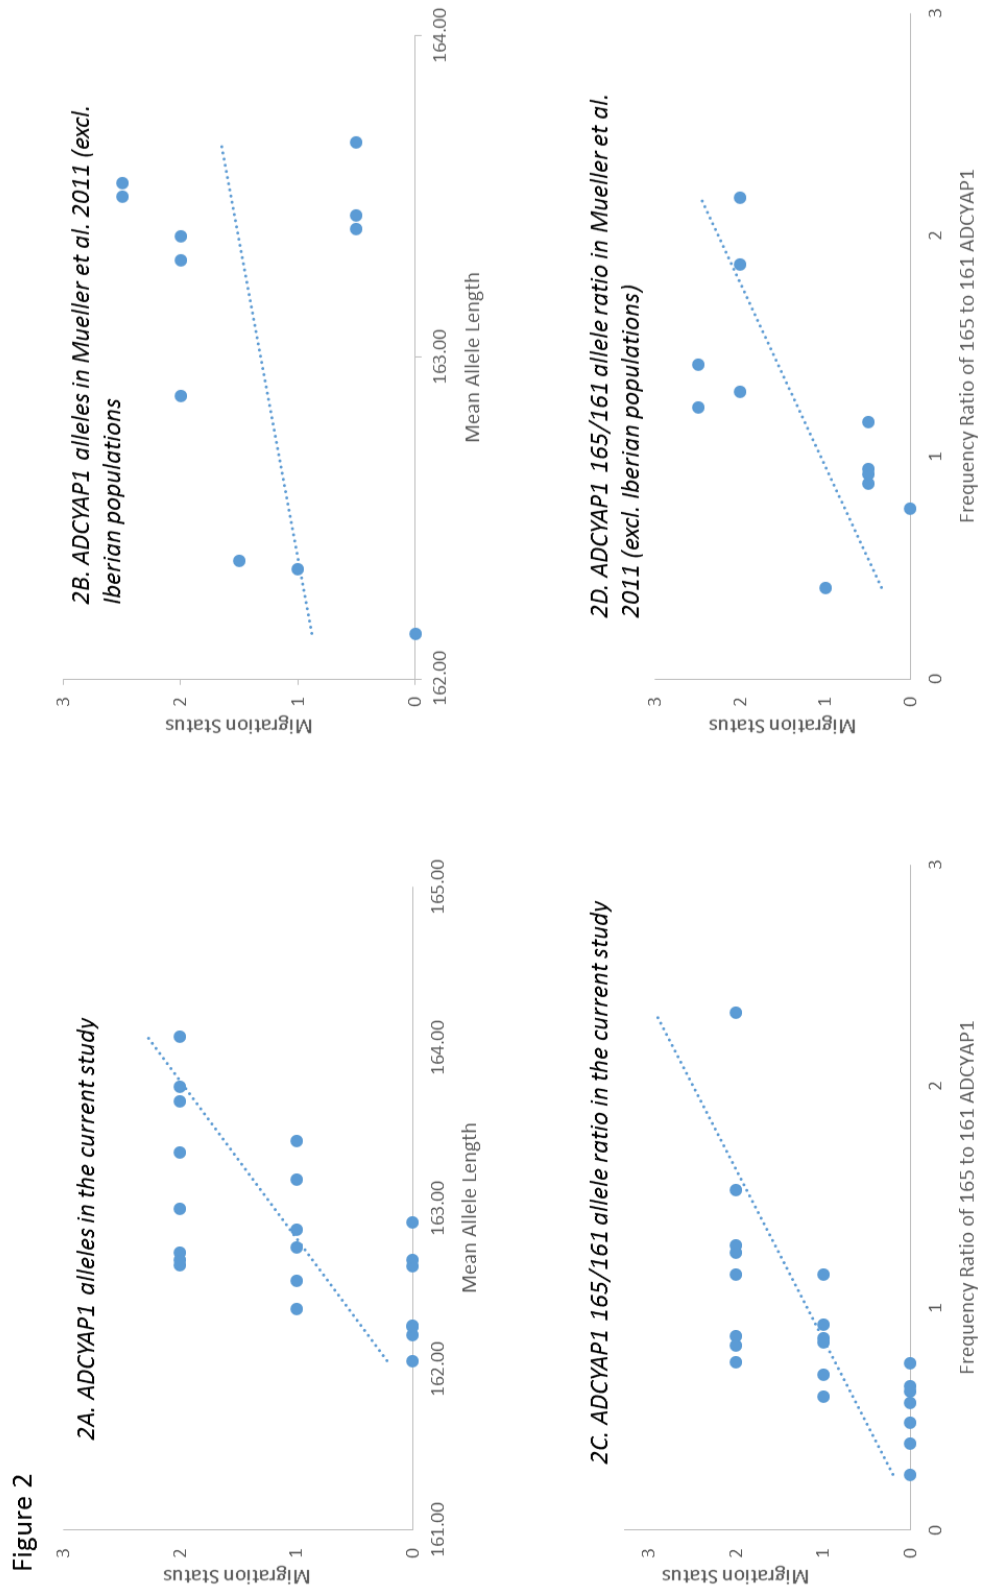 Figure 2
2A. ADCYAP1 alleles in the current study
3
2
1
0
Migration Status
161.00
162.00
163.00
164.00
165.00
Mean Allele Length
2B. ADCYAP1 alleles in Mueller et al. 2011 (excl.
Iberian populations
3
2
1
0
Migration Status
162.00
163.00
164.00
Mean Allele Length
2C. ADCYAP1 165/161 allele ratio in the current study
3
2
1
0
Migration Status
0
1
2
3
Frequency Ratio of 165 to 161 ADCYAP1
2D. ADCYAP1 165/161 allele ratio in Mueller et al.
2011 (excl. Iberian populations)
3
2
1
0
Migration Status
0
1
2
3
Frequency Ratio of 165 to 161 ADCYAP1